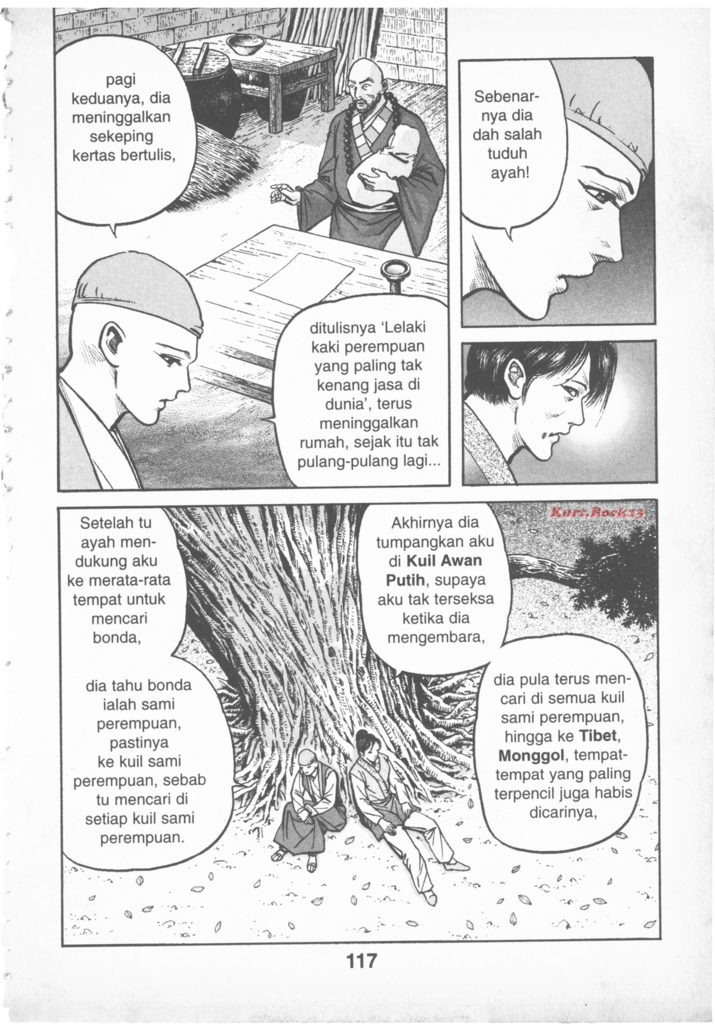 pagi
keduanya, dia
meninggalkan
sekeping
kertas bertulis,
ditulisnya ‘Lelaki
kaki perempuan
yang paling tak
kenang jasa di
dunia’, terus
meninggalkan
rumah, sejak itu tak
pulang-pulang lagi...
Sebenar-
nya dia
dah salah
tuduh
ayah!
Setelah tu
ayah men-
dukung aku
ke merata-rata
tempat untuk
mencari
bonda,
dia tahu bonda
ialah sami
perempuan,
pastinya
ke kuil sami
perempuan, sebab
tu mencari di
setiap kuil sami
perempuan.
Akhirnya dia
tumpangkan aku
di Kuil Awan
Putih, supaya
aku tak terseksa
ketika dia
mengembara,
dia pula terus men-
cari di semua kuil
sami perempuan,
hingga ke Tibet,
Monggol, tempat-
tempat yang paling
terpencil juga habis
dicarinya,
Kurt.Rock13
117